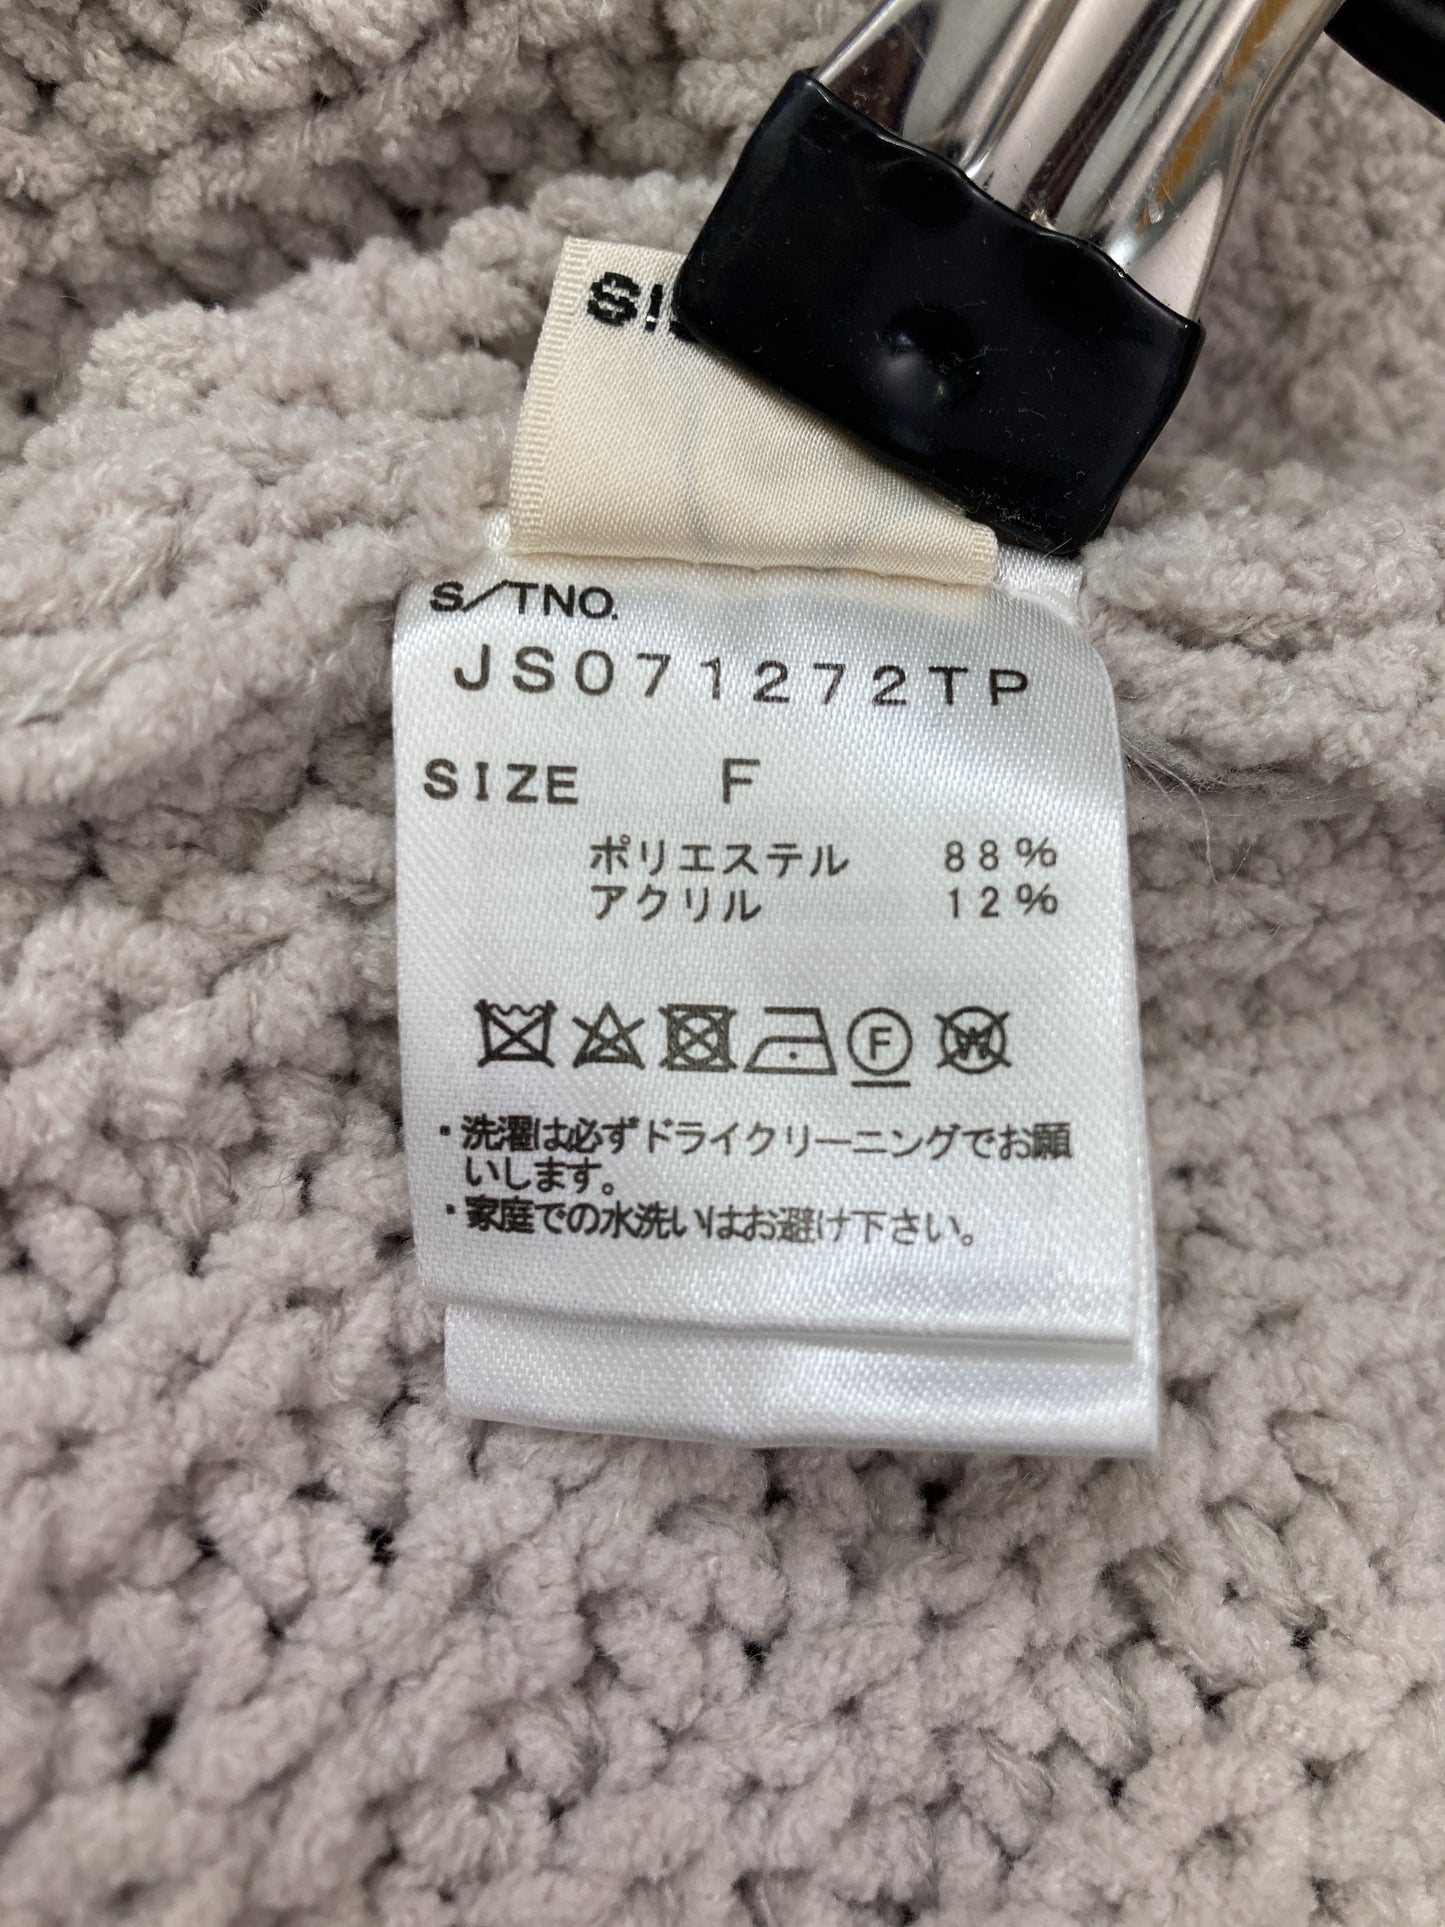 S/TNO.
JS071272TP
SIZE F
ポリエステル 88%
アクリル 12%
F W
・洗濯は必ずドライクリーニングでお願
いします。
・家庭での水洗いはお避け下さい。